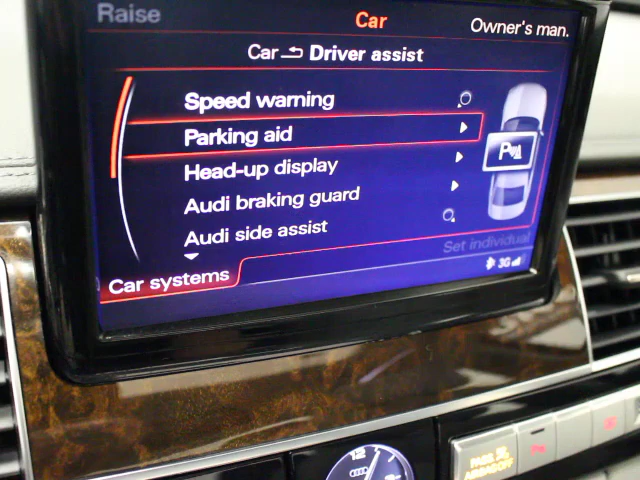 Raise
Car
Owner's man.
Car Driver assist
Speed warning
Parking aid
Head-up display
Audi braking guard
Audi side assist
Set individual
Car systems
3G
12